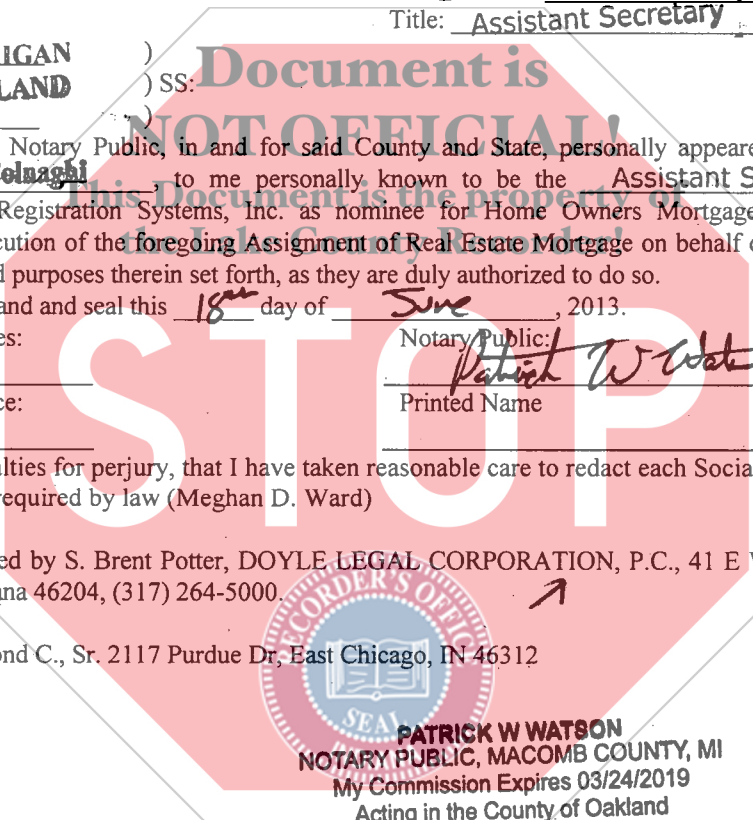 Title: Assistant Secretary
IGAN )
LAND ) SS:
)
Document is
NOT OFFICIAL!
This Document is the property of
the Lake County Recorder!
Notary Public, in and for said County and State, personally appeare
Colnaghi, to me personally known to be the Assistant S
Registration Systems, Inc. as nominee for Home Owners Mortgage
cution of the foregoing Assignment of Real Estate Mortgage on behalf
d purposes therein set forth, as they are duly authorized to do so.
and and seal this 18th day of June, 2013.
es: Notary Public:
Patrick W Wats
ce: Printed Name
STOP
lties for perjury, that I have taken reasonable care to redact each Socia
required by law (Meghan D. Ward)
ed by S. Brent Potter, DOYLE LEGAL CORPORATION, P.C., 41 E
na 46204, (317) 264-5000.
RECORDER'S OFFICE
ond C., Sr. 2117 Purdue Dr, East Chicago, IN 46312
SEAL
PATRICK W WATSON
NOTARY PUBLIC, MACOMB COUNTY, MI
My Commission Expires 03/24/2019
Acting in the County of Oakland